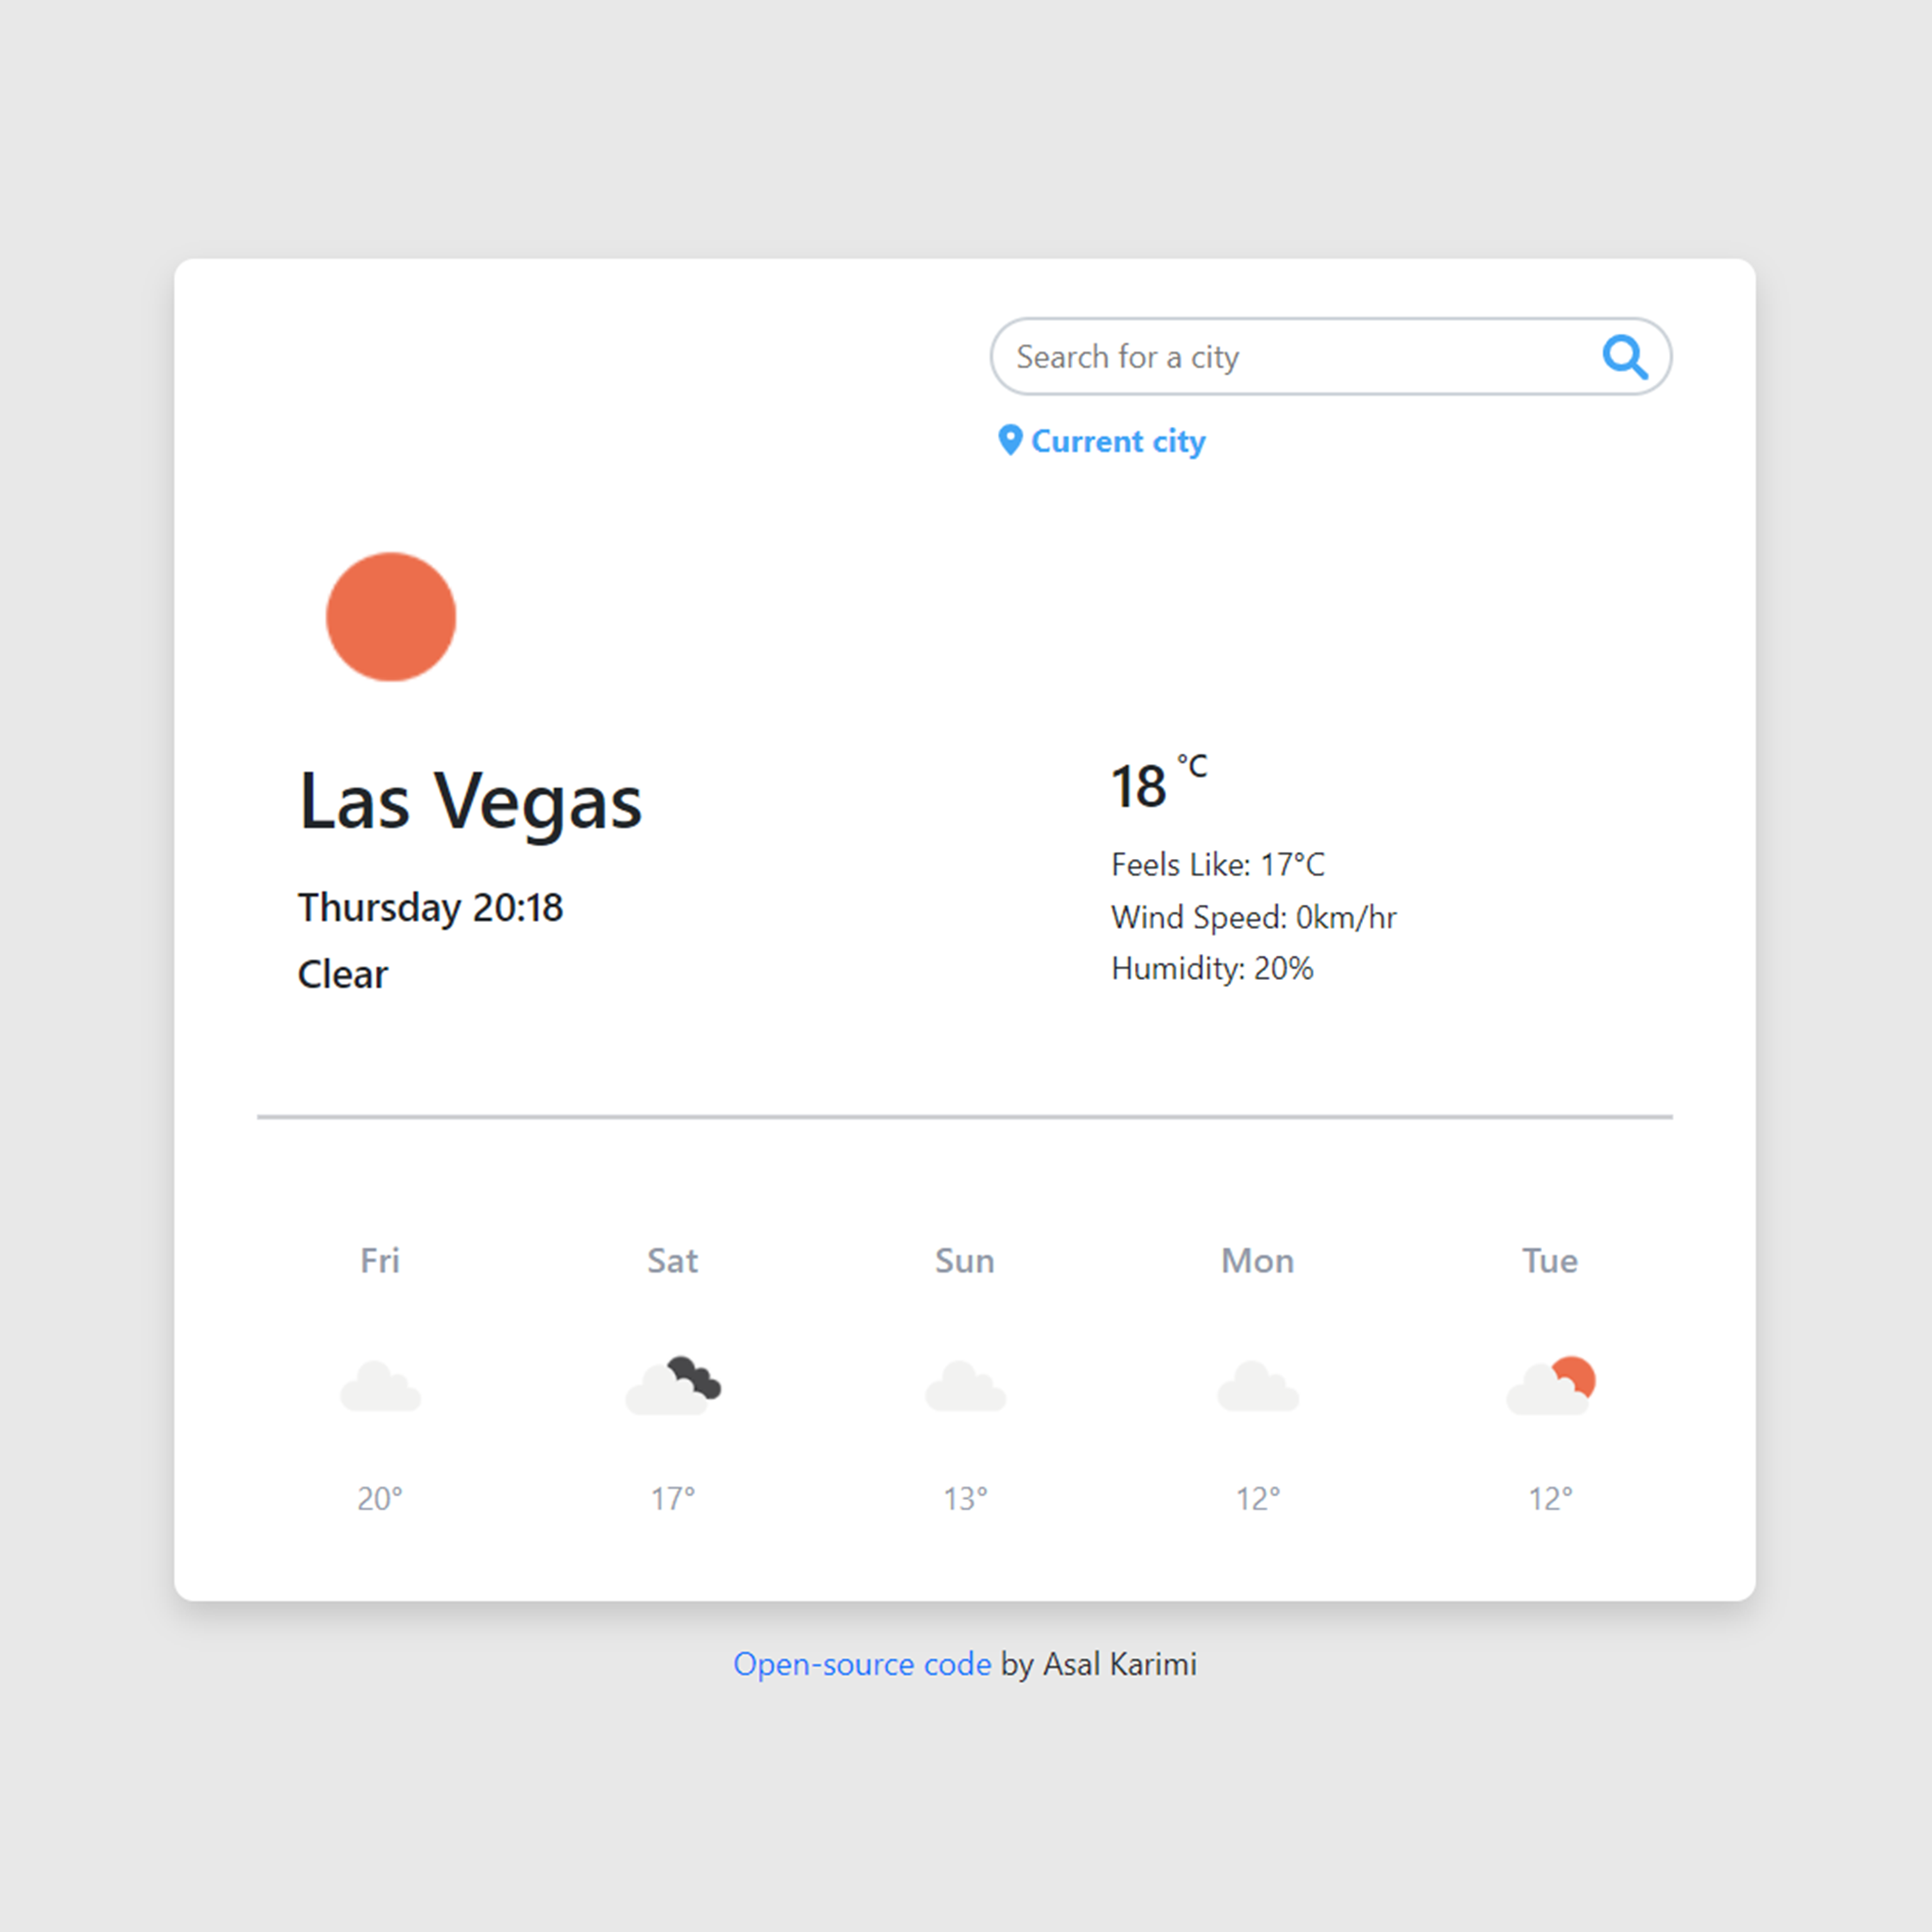 Search for a city
Current city
Las Vegas
Thursday 20:18
Clear
18 °C
Feels Like: 17°C
Wind Speed: 0km/hr
Humidity: 20%
Fri Sat Sun Mon Tue
20° 17° 13° 12° 12°
Open-source code by Asal Karimi